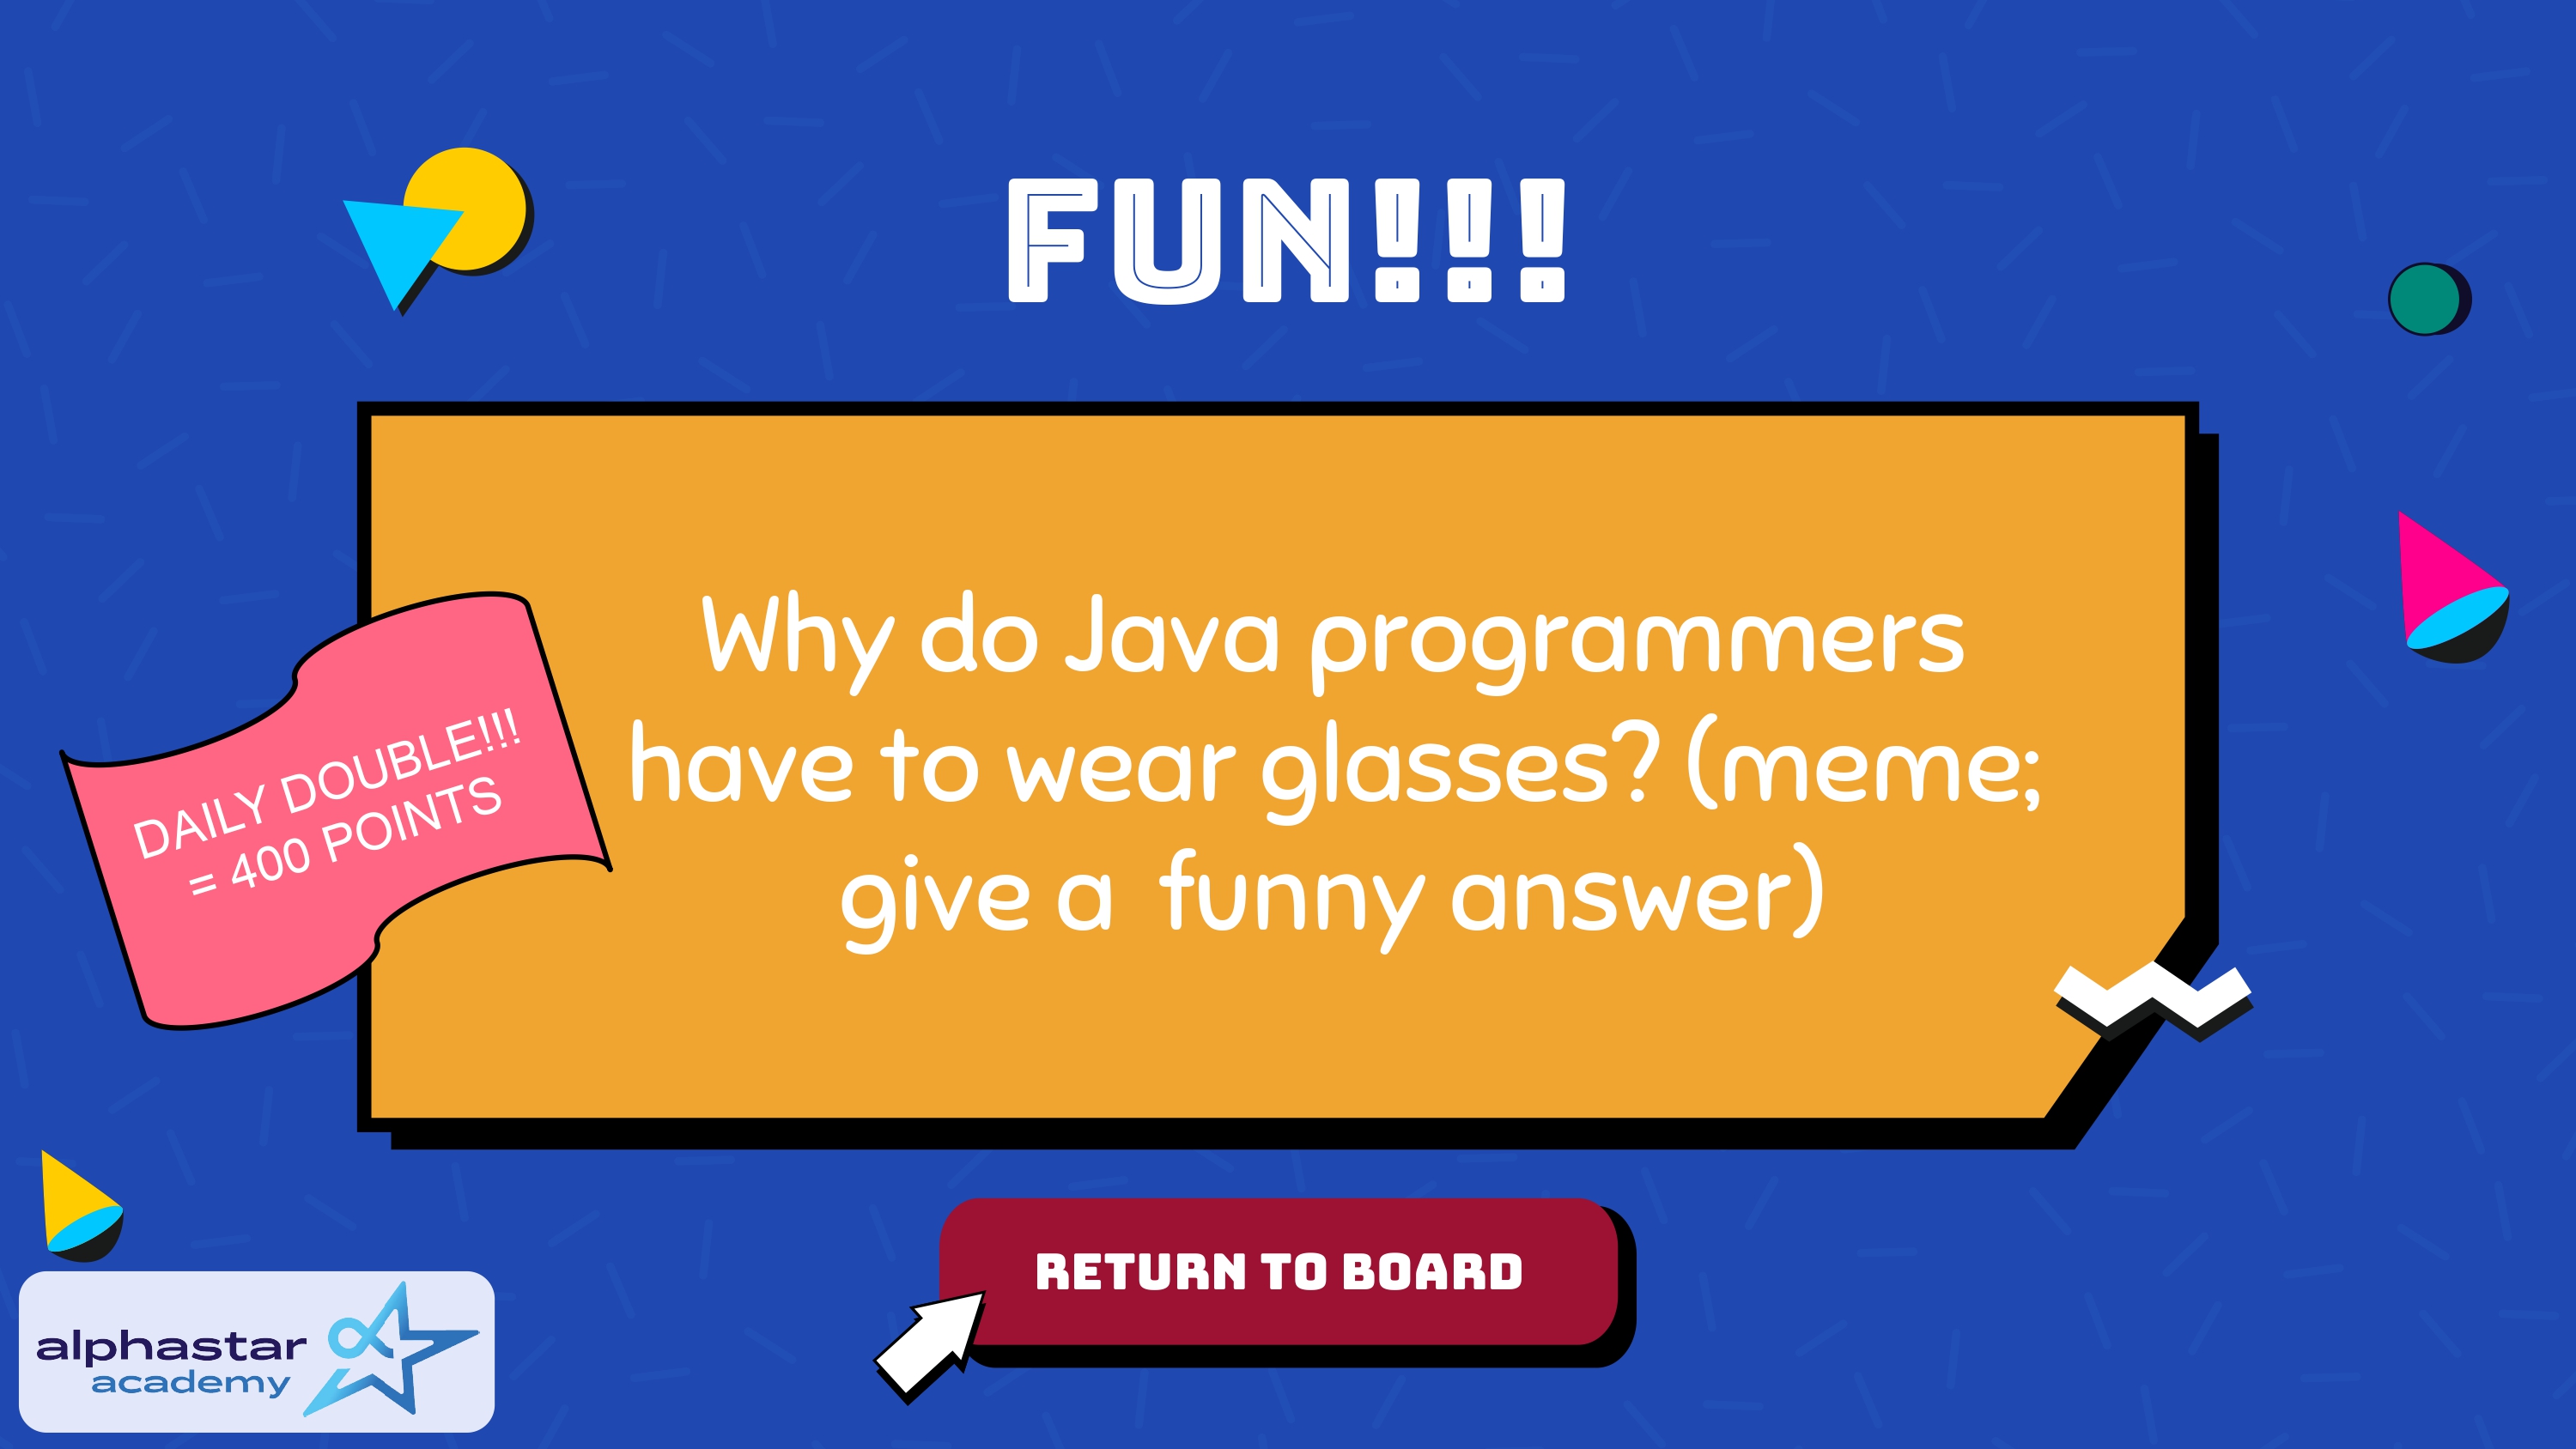 FUN!!!
Why do Java programmers
have to wear glasses? (meme;
give a  funny answer)
DAILY DOUBLE!!!
= 400 POINTS
RETURN TO BOARD
alphastar
academy